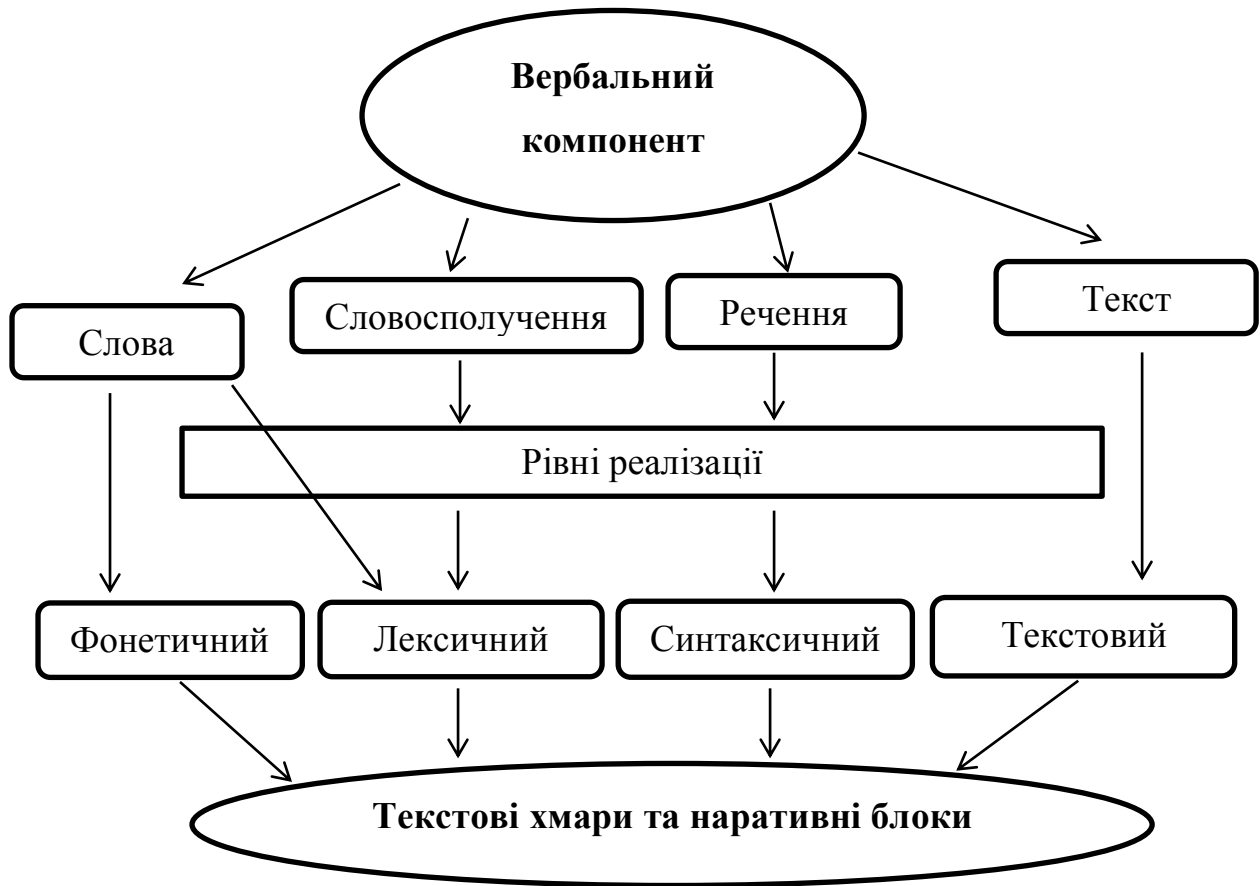 Вербальний
компонент
Слова
Словосполучення
Речення
Текст
Рівні реалізації
Фонетичний
Лексичний
Синтаксичний
Текстовий
Текстові хмари та наративні блоки